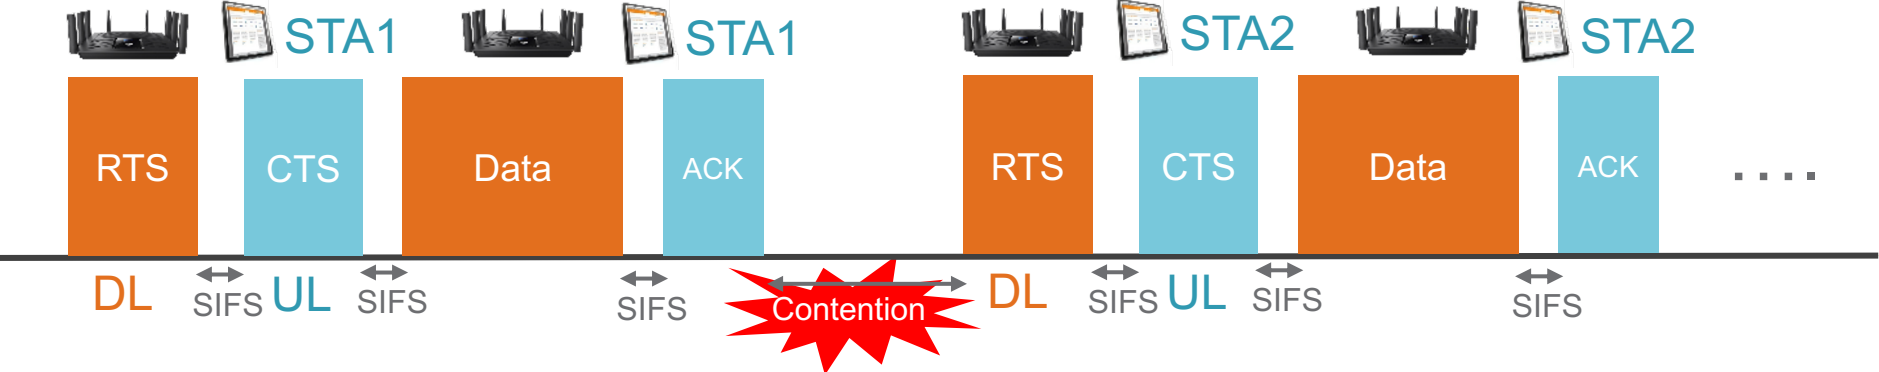 STA1
STA1
STA2
STA2
RTS
CTS
Data
ACK
RTS
CTS
Data
ACK
....
DL
SIFS
UL
SIFS
SIFS
Contention
DL
SIFS
UL
SIFS
SIFS